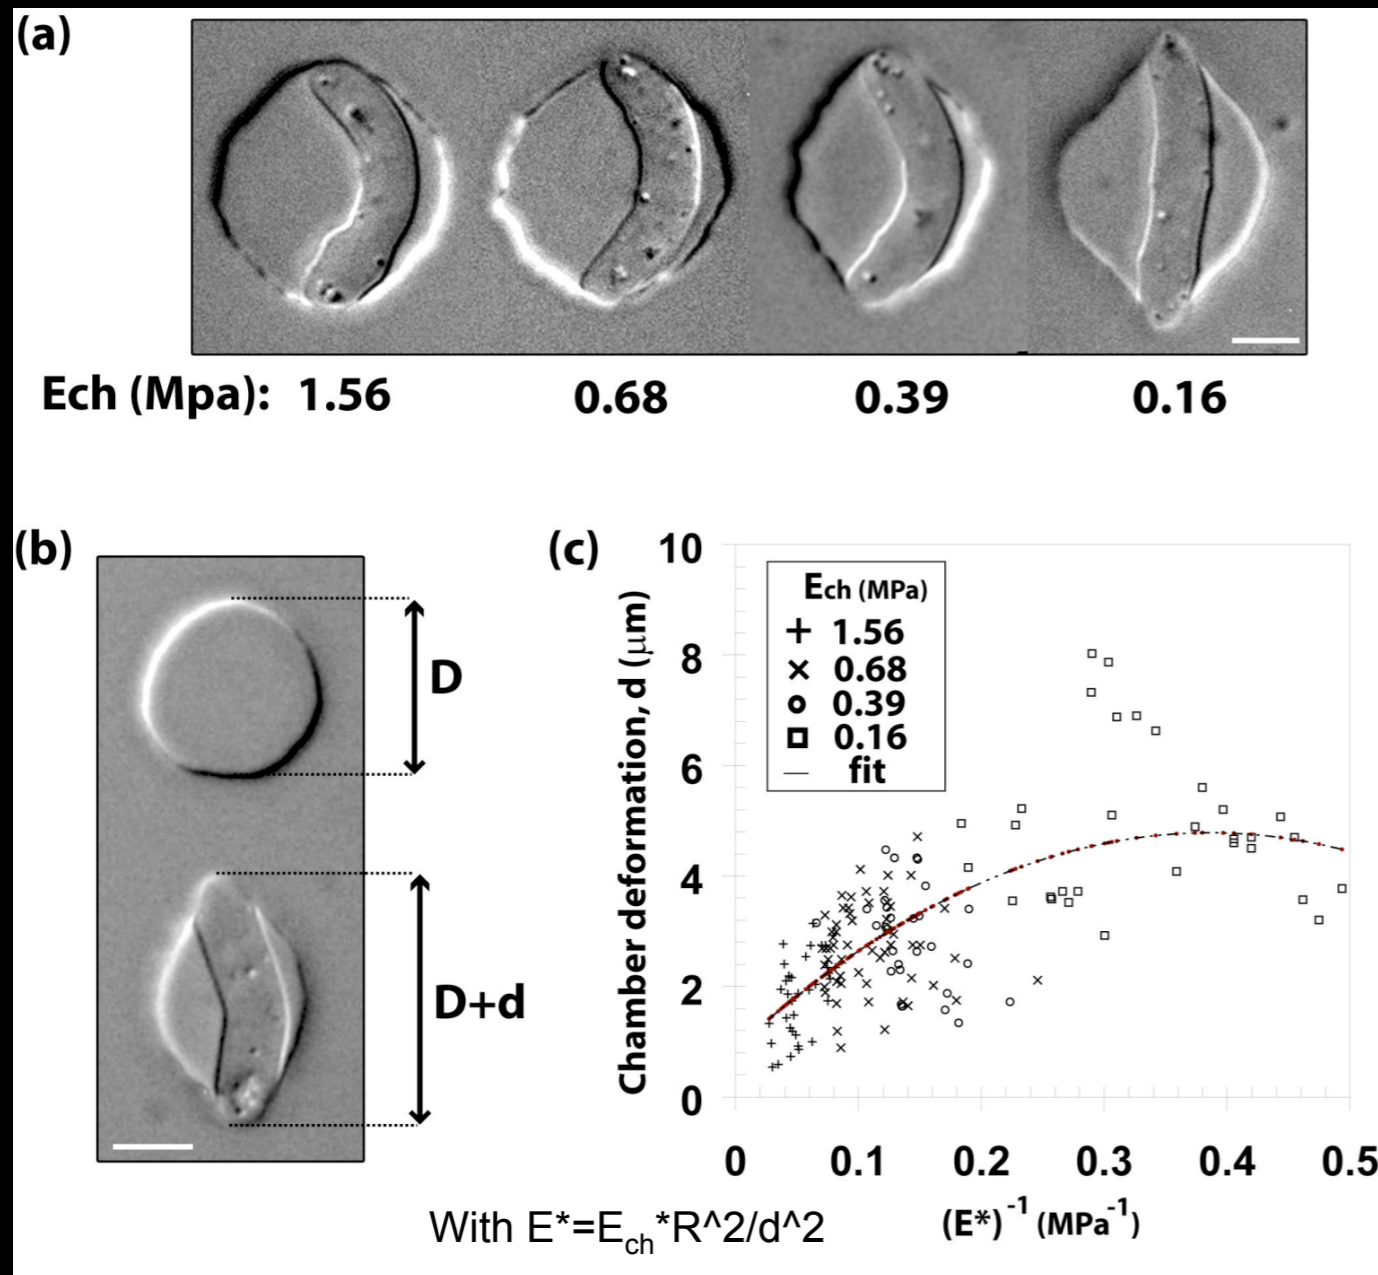 (a)
Ech (Mpa): 1.56 0.68 0.39 0.16
(b)
D
D+d
(c)
Chamber deformation, d (μm)
10
8
6
4
2
0
Ech (MPa)
+ 1.56
× 0.68
o 0.39
□ 0.16
— fit
0 0.1 0.2 0.3 0.4 0.5
(E*)⁻¹ (MPa⁻¹)
With E*=E_ch*R^2/d^2